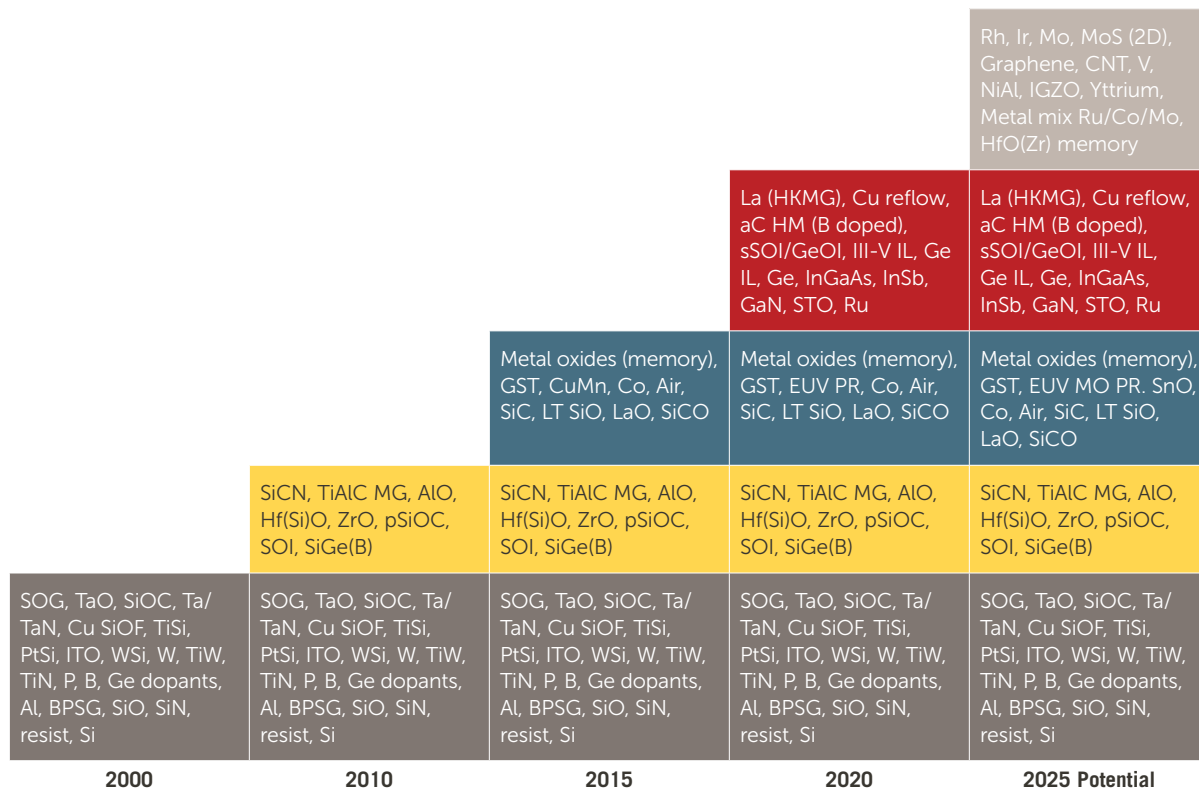 Rh, Ir, Mo, MoS (2D),
Graphene, CNT, V,
NiAl, IGZO, Yttrium,
Metal mix Ru/Co/Mo,
HfO(Zr) memory
La (HKMG), Cu reflow,
aC HM (B doped),
sSOI/GeOI, III-V IL, Ge
IL, Ge, InGaAs, InSb,
GaN, STO, Ru
La (HKMG), Cu reflow,
aC HM (B doped),
sSOI/GeOI, III-V IL,
Ge IL, Ge, InGaAs,
InSb, GaN, STO, Ru
Metal oxides (memory),
GST, CuMn, Co, Air,
SiC, LT SiO, LaO, SiCO
Metal oxides (memory),
GST, EUV PR, Co, Air,
SiC, LT SiO, LaO, SiCO
Metal oxides (memory),
GST, EUV MO PR. SnO,
Co, Air, SiC, LT SiO,
LaO, SiCO
SiCN, TiAlC MG, AlO,
Hf(Si)O, ZrO, pSiOC,
SOI, SiGe(B)
SiCN, TiAlC MG, AlO,
Hf(Si)O, ZrO, pSiOC,
SOI, SiGe(B)
SiCN, TiAlC MG, AlO,
Hf(Si)O, ZrO, pSiOC,
SOI, SiGe(B)
SiCN, TiAlC MG, AlO,
Hf(Si)O, ZrO, pSiOC,
SOI, SiGe(B)
SOG, TaO, SiOC, Ta/
TaN, Cu SiOF, TiSi,
PtSi, ITO, WSi, W, TiW,
TiN, P, B, Ge dopants,
Al, BPSG, SiO, SiN,
resist, Si
SOG, TaO, SiOC, Ta/
TaN, Cu SiOF, TiSi,
PtSi, ITO, WSi, W, TiW,
TiN, P, B, Ge dopants,
Al, BPSG, SiO, SiN,
resist, Si
SOG, TaO, SiOC, Ta/
TaN, Cu SiOF, TiSi,
PtSi, ITO, WSi, W, TiW,
TiN, P, B, Ge dopants,
Al, BPSG, SiO, SiN,
resist, Si
SOG, TaO, SiOC, Ta/
TaN, Cu SiOF, TiSi,
PtSi, ITO, WSi, W, TiW,
TiN, P, B, Ge dopants,
Al, BPSG, SiO, SiN,
resist, Si
SOG, TaO, SiOC, Ta/
TaN, Cu SiOF, TiSi,
PtSi, ITO, WSi, W, TiW,
TiN, P, B, Ge dopants,
Al, BPSG, SiO, SiN,
resist, Si
2000
2010
2015
2020
2025 Potential